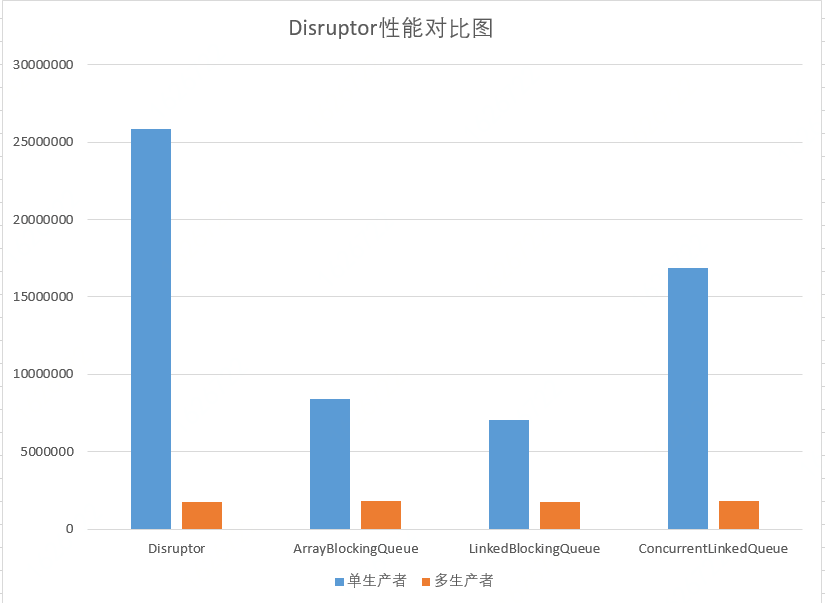 Disruptor性能对比图
30000000
25000000
20000000
15000000
10000000
5000000
0
Disruptor ArrayBlockingQueue LinkedBlockingQueue ConcurrentLinkedQueue
单生产者 多生产者